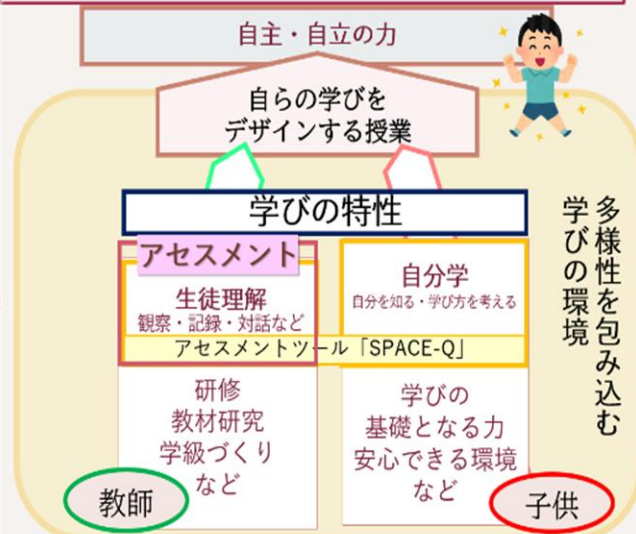 自主・自立の力
自らの学びを
デザインする授業
学びの特性
アセスメント
生徒理解
観察・記録・対話など
自分学
自分を知る・学び方を考える
アセスメントツール「SPACE-Q」
研修
教材研究
学級づくり
など
学びの
基礎となる力
安心できる環境
など
教師
子供
多様性を包み込む
学びの環境